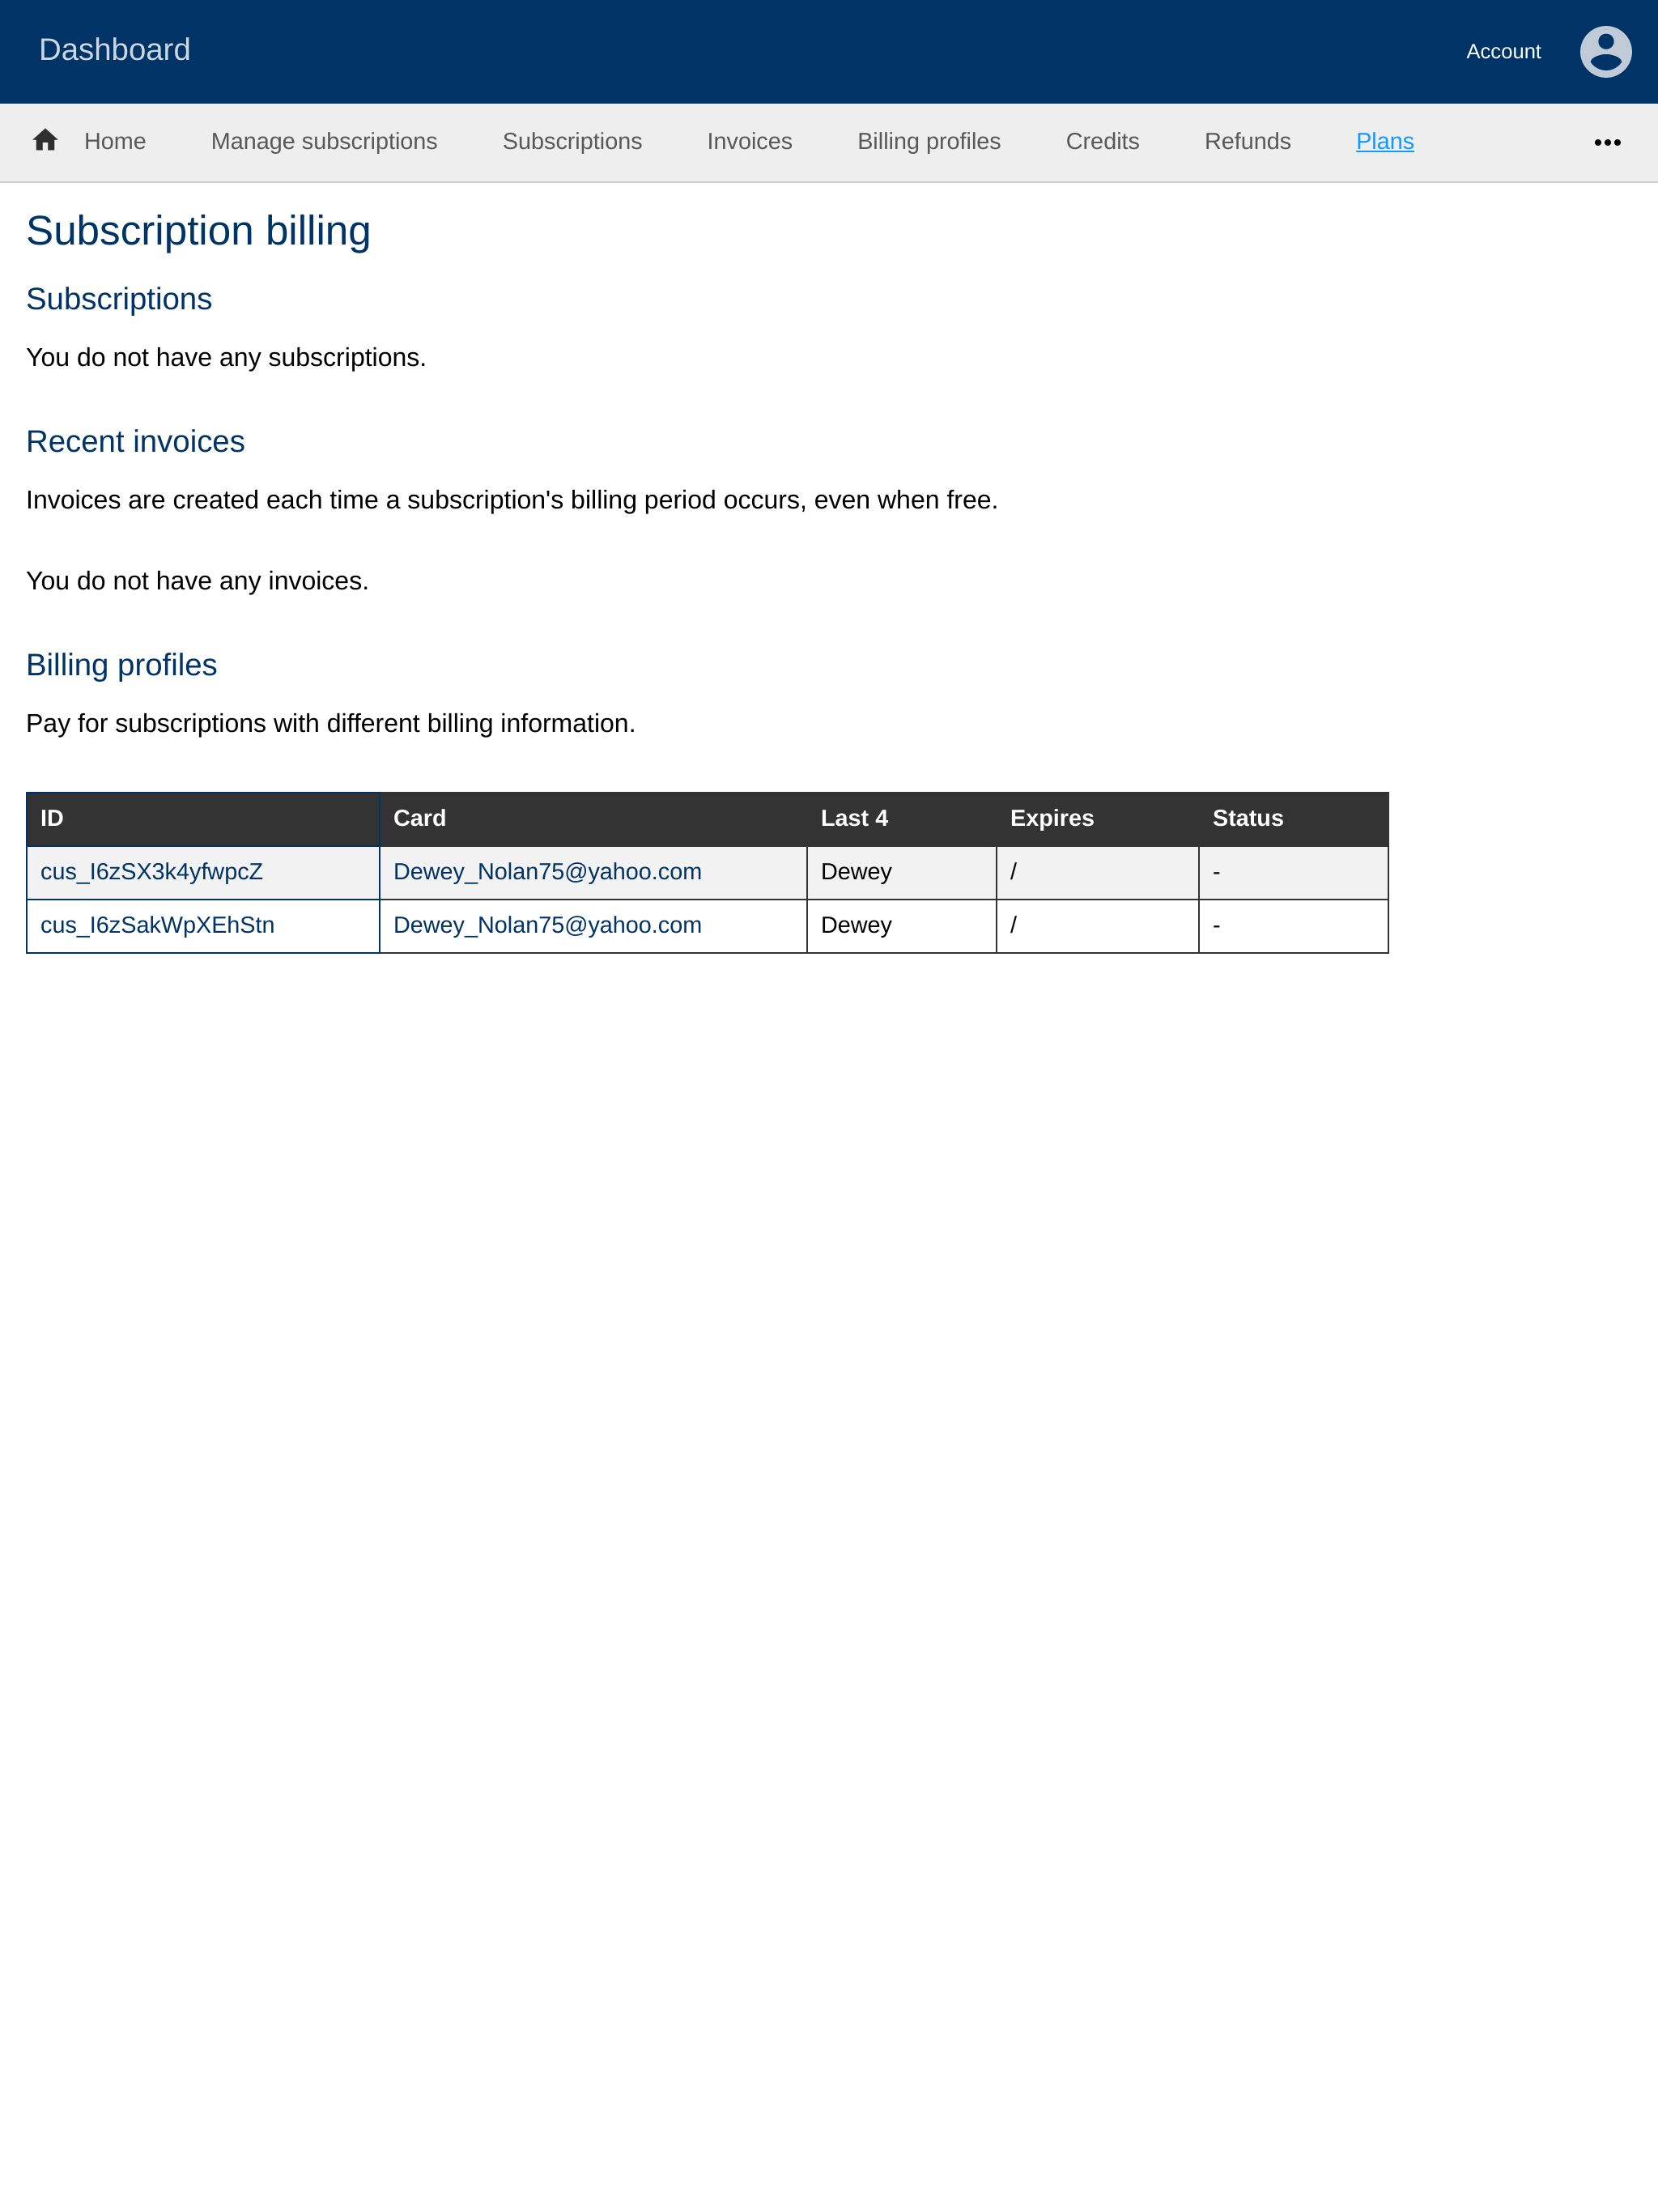 Dashboard
Account
Home Manage subscriptions Subscriptions Invoices Billing profiles Credits Refunds Plans
Subscription billing
Subscriptions
You do not have any subscriptions.
Recent invoices
Invoices are created each time a subscription's billing period occurs, even when free.
You do not have any invoices.
Billing profiles
Pay for subscriptions with different billing information.
ID Card Last 4 Expires Status
cus_I6zSX3k4yfwpcZ Dewey_Nolan75@yahoo.com Dewey / -
cus_I6zSakWpXEhStn Dewey_Nolan75@yahoo.com Dewey / -